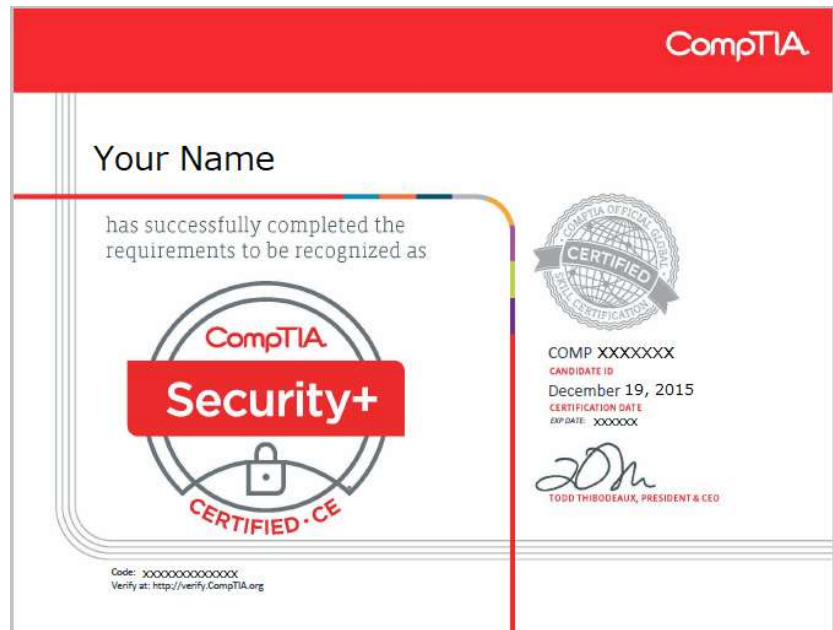 CompTIA.
Your Name
has successfully completed the
requirements to be recognized as
CompTIA.
Security+
CERTIFIED · CE
COMPTIA OFFICIAL GLOBAL
CERTIFIED
SKILL CERTIFICATION
COMP XXXXXXX
CANDIDATE ID
December 19, 2015
CERTIFICATION DATE
EXP DATE: XXXXXX
TODD THIBODEAUX, PRESIDENT & CEO
Code: XXXXXXXXXXXXX
Verify at: http://verify.CompTIA.org